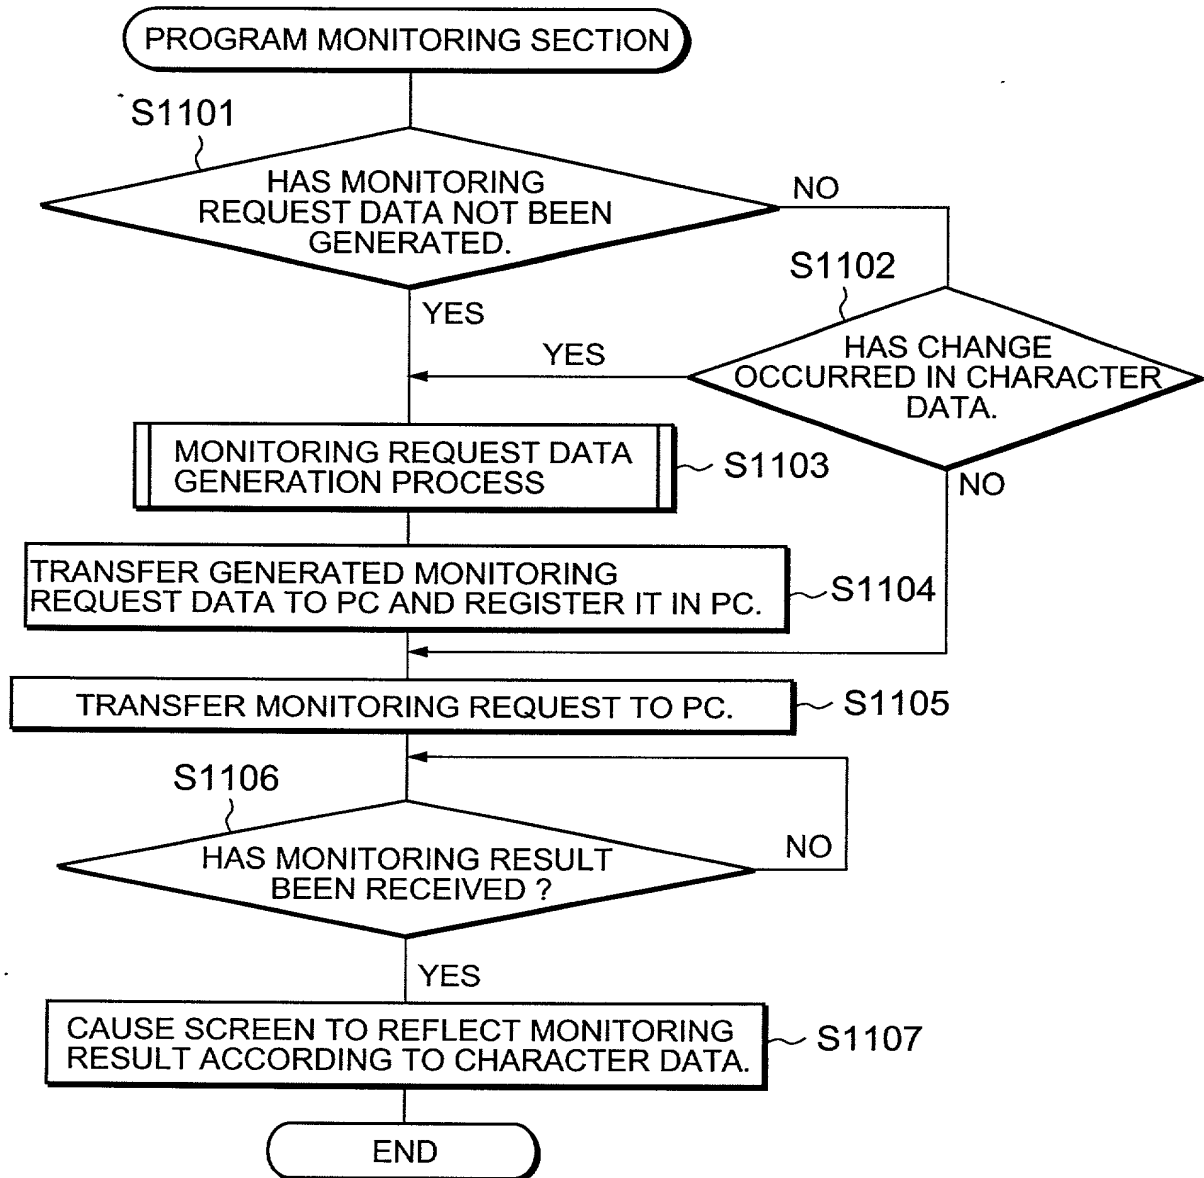 PROGRAM MONITORING SECTION
S1101
HAS MONITORING
REQUEST DATA NOT BEEN
GENERATED.
NO
YES
S1102
HAS CHANGE
OCCURRED IN CHARACTER
DATA.
YES
NO
MONITORING REQUEST DATA
GENERATION PROCESS
S1103
TRANSFER GENERATED MONITORING
REQUEST DATA TO PC AND REGISTER IT IN PC.
S1104
TRANSFER MONITORING REQUEST TO PC.
S1105
S1106
HAS MONITORING RESULT
BEEN RECEIVED ?
NO
YES
CAUSE SCREEN TO REFLECT MONITORING
RESULT ACCORDING TO CHARACTER DATA.
S1107
END